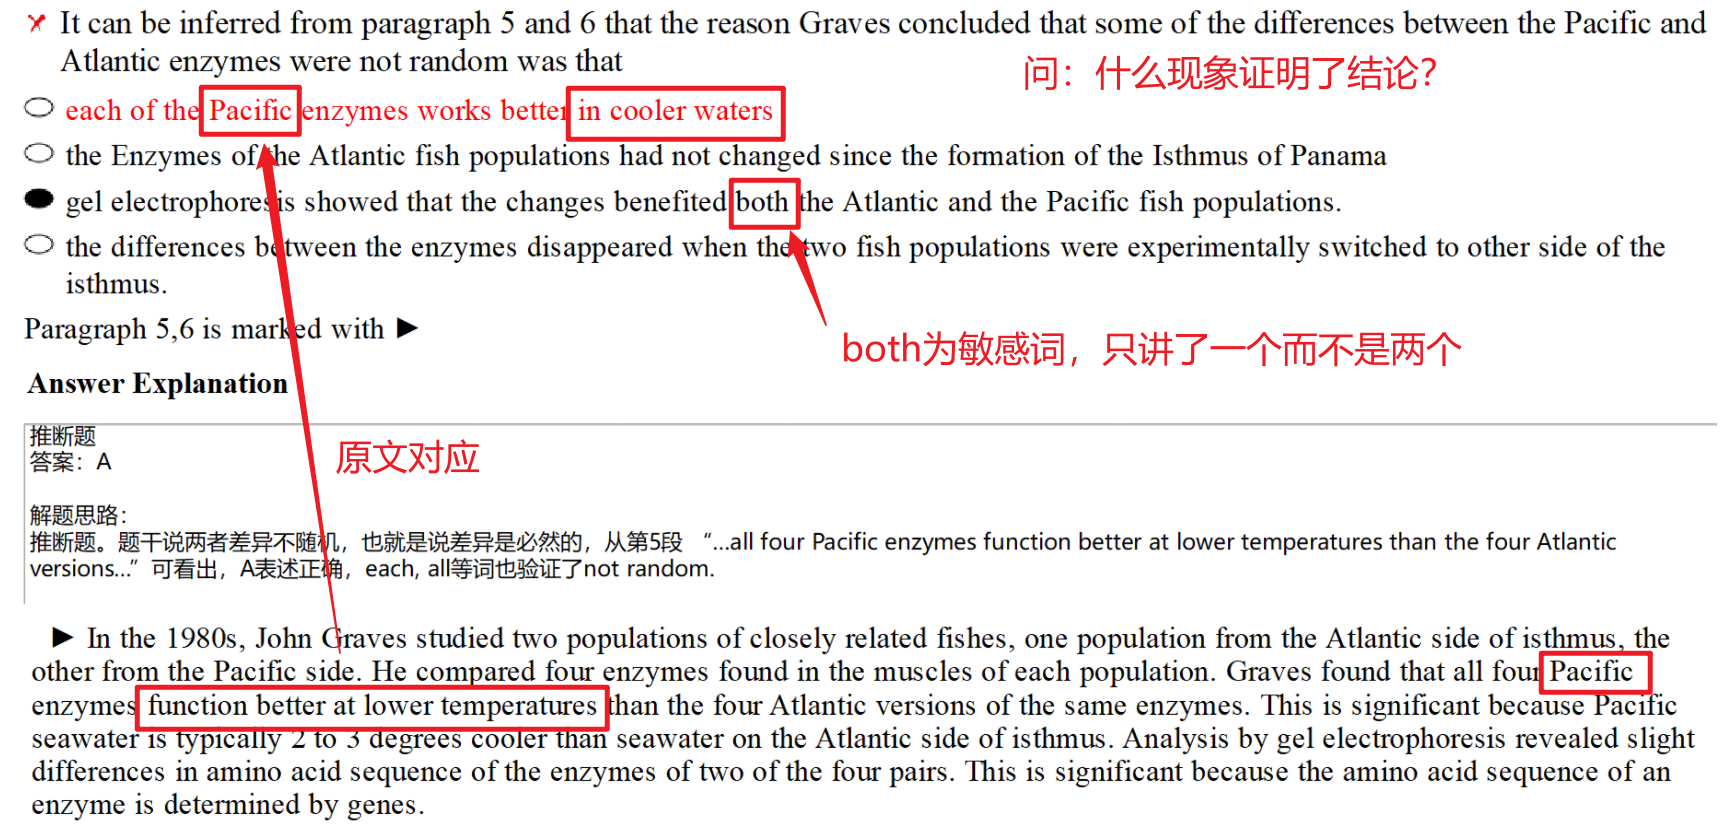 It can be inferred from paragraph 5 and 6 that the reason Graves concluded that some of the differences between the Pacific and
Atlantic enzymes were not random was that
问：什么现象证明了结论？
each of the Pacific enzymes works better in cooler waters
the Enzymes of the Atlantic fish populations had not changed since the formation of the Isthmus of Panama
gel electrophoresis showed that the changes benefited both the Atlantic and the Pacific fish populations.
the differences between the enzymes disappeared when the two fish populations were experimentally switched to other side of the
isthmus.
Paragraph 5,6 is marked with ►
both为敏感词，只讲了一个而不是两个
Answer Explanation
推断题
答案：A
原文对应
解题思路：
推断题。题干说两者差异不随机，也就是说差异是必然的，从第5段 “...all four Pacific enzymes function better at lower temperatures than the four Atlantic
versions...” 可看出，A表述正确，each, all等词也验证了not random.
► In the 1980s, John Graves studied two populations of closely related fishes, one population from the Atlantic side of isthmus, the
other from the Pacific side. He compared four enzymes found in the muscles of each population. Graves found that all four Pacific
enzymes function better at lower temperatures than the four Atlantic versions of the same enzymes. This is significant because Pacific
seawater is typically 2 to 3 degrees cooler than seawater on the Atlantic side of isthmus. Analysis by gel electrophoresis revealed slight
differences in amino acid sequence of the enzymes of two of the four pairs. This is significant because the amino acid sequence of an
enzyme is determined by genes.